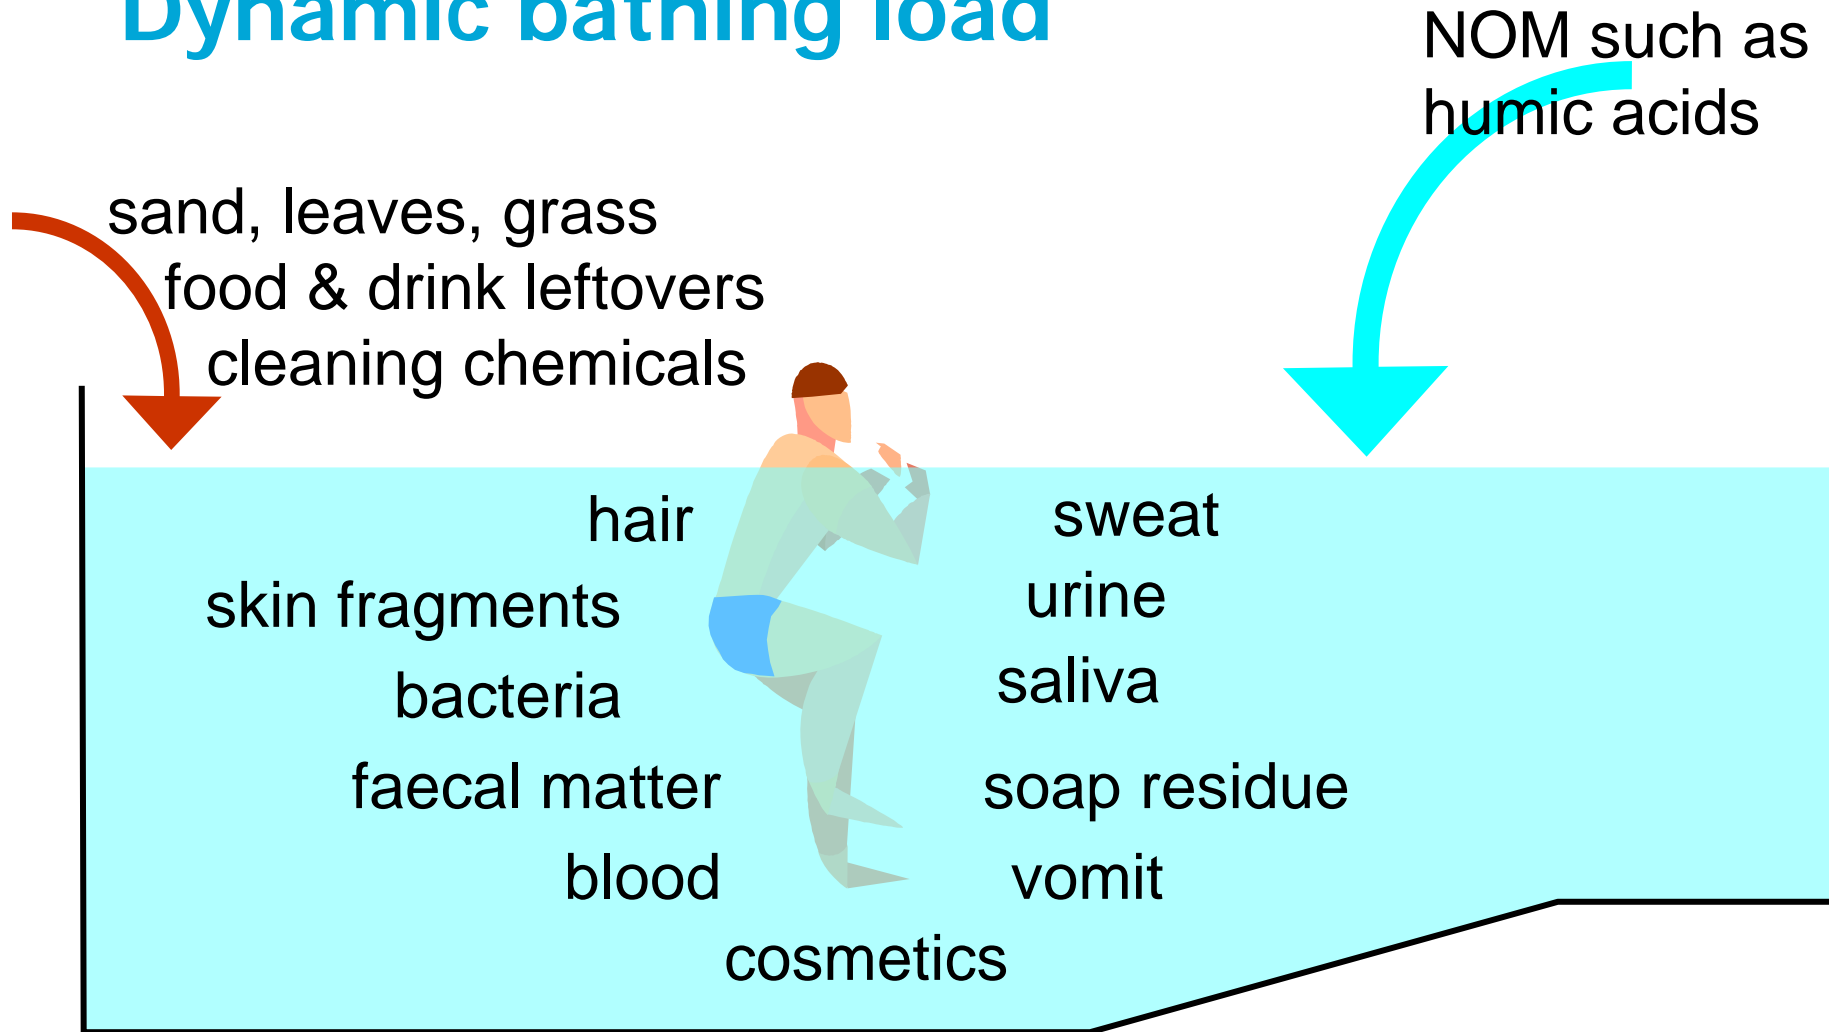 Dynamic bathing load
NOM such as
humic acids
sand, leaves, grass
food & drink leftovers
cleaning chemicals
hair
sweat
skin fragments
urine
bacteria
saliva
faecal matter
soap residue
blood
vomit
cosmetics